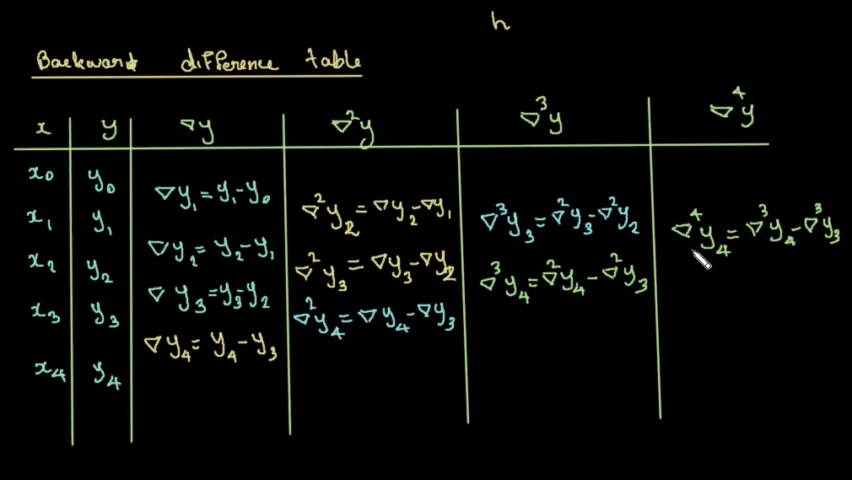 h
Backward difference table
x y ∇y ∇²y ∇³y ∇⁴y
x₀ y₀
∇y₁=y₁-y₀
x₁ y₁ ∇²y₂=∇y₂-∇y₁
∇y₂=y₂-y₁ ∇³y₃=∇²y₃-∇²y₂
x₂ y₂ ∇²y₃=∇y₃-∇y₂ ∇⁴y₄=∇³y₄-∇³y₃
∇y₃=y₃-y₂ ∇³y₄=∇²y₄-∇²y₃
x₃ y₃ ∇²y₄=∇y₄-∇y₃
∇y₄=y₄-y₃
x₄ y₄